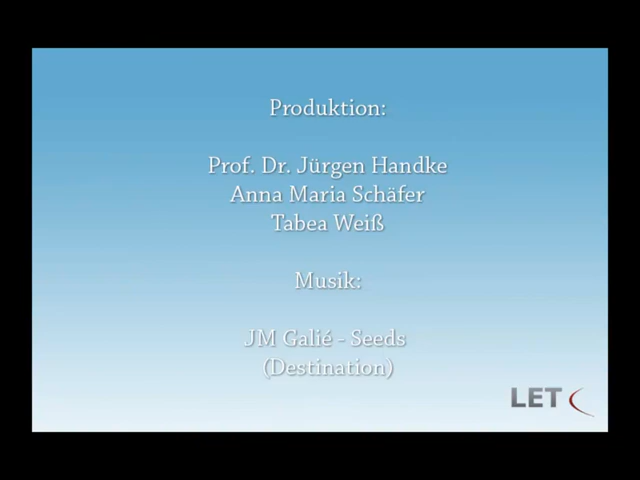 Produktion:
Prof. Dr. Jürgen Handke
Anna Maria Schäfer
Tabea Weiß
Musik:
JM Galié - Seeds
(Destination)
LET